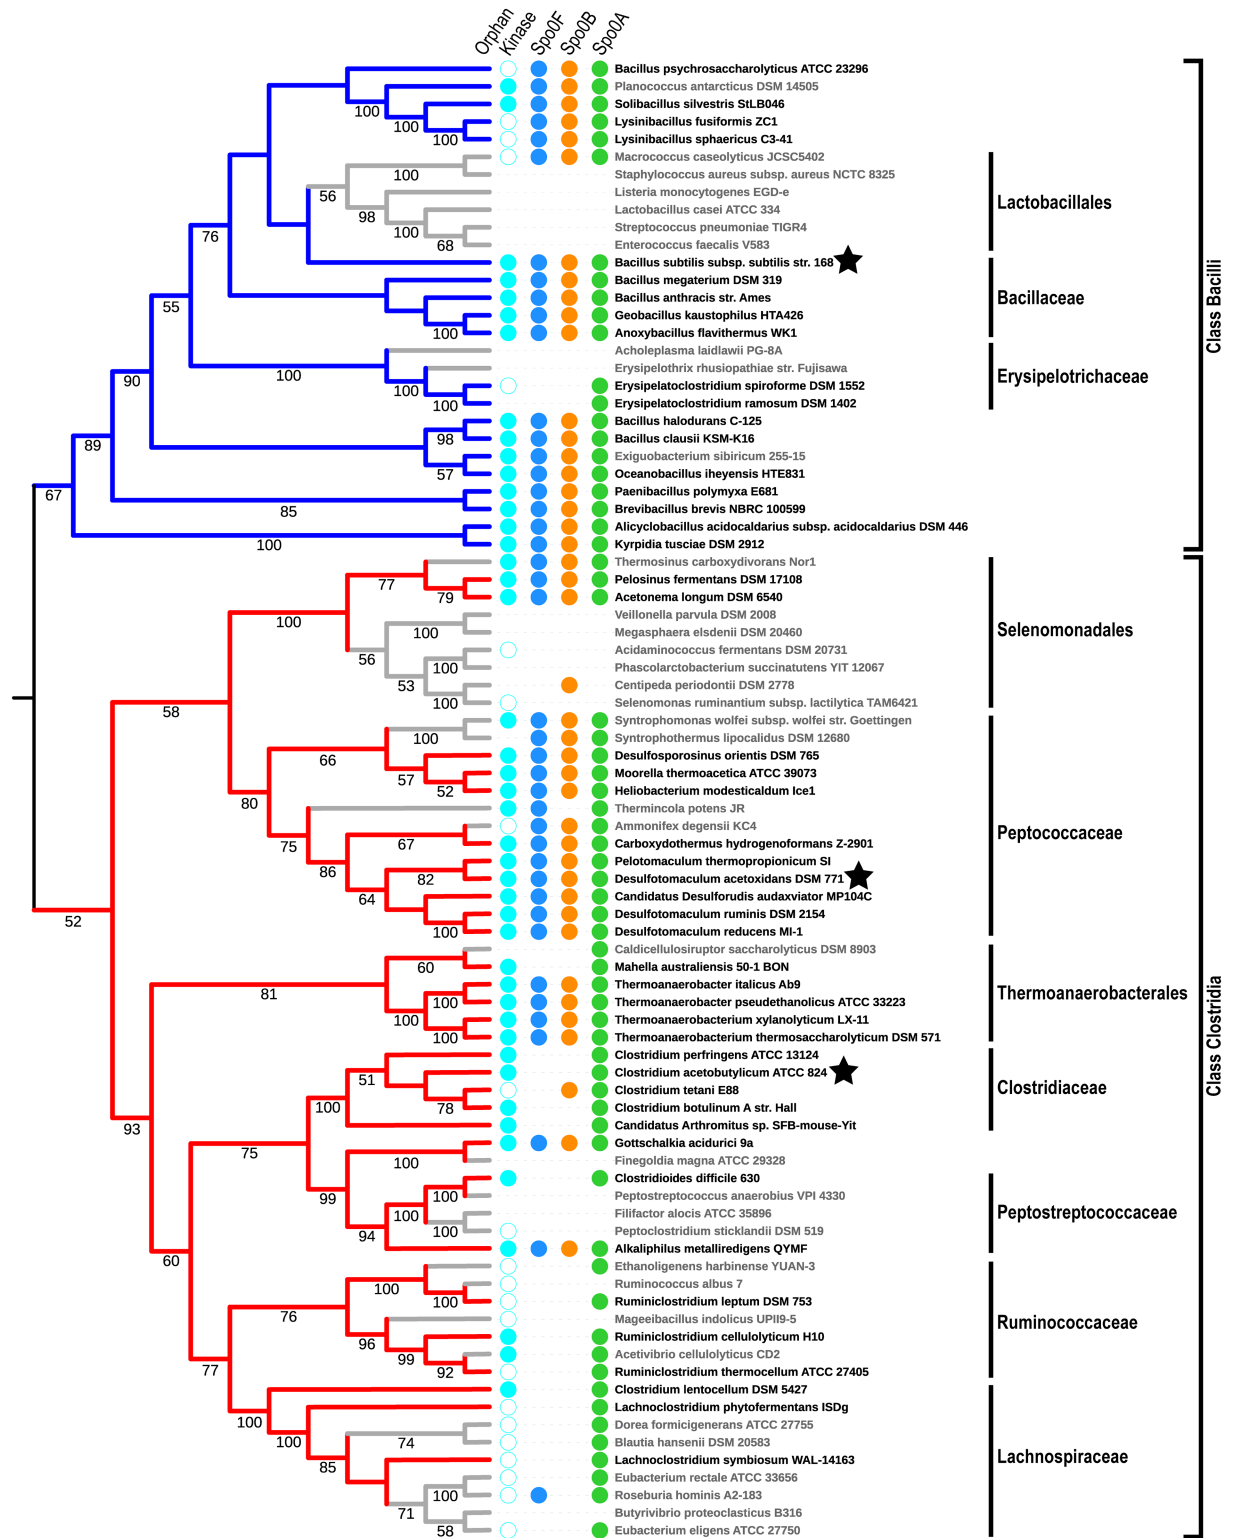 Orphan
Kinase
Spo0F
Spo0B
Spo0A
Bacillus psychrosaccharolyticus ATCC 23296
Planococcus antarcticus DSM 14505
100
Solibacillus silvestris StLB046
100
Lysinibacillus fusiformis ZC1
100
Lysinibacillus sphaericus C3-41
Macrococcus caseolyticus JCSC5402
100
Staphylococcus aureus subsp. aureus NCTC 8325
56
Listeria monocytogenes EGD-e
98
Lactobacillus casei ATCC 334
100
Streptococcus pneumoniae TIGR4
68
Enterococcus faecalis V583
Lactobacillales
76
Bacillus subtilis subsp. subtilis str. 168
Bacillus megaterium DSM 319
Bacillus anthracis str. Ames
Geobacillus kaustophilus HTA426
100
Anoxybacillus flavithermus WK1
Bacillaceae
55
Acholeplasma laidlawii PG-8A
Erysipelothrix rhusiopathiae str. Fujisawa
100
100
Erysipelatoclostridium spiroforme DSM 1552
100
Erysipelatoclostridium ramosum DSM 1402
Erysipelotrichaceae
90
Bacillus halodurans C-125
98
Bacillus clausii KSM-K16
Exiguobacterium sibiricum 255-15
57
Oceanobacillus iheyensis HTE831
89
Paenibacillus polymyxa E681
85
Brevibacillus brevis NBRC 100599
67
Alicyclobacillus acidocaldarius subsp. acidocaldarius DSM 446
100
Kyrpidia tusciae DSM 2912
Class Bacilli
Thermosinus carboxydivorans Nor1
77
Pelosinus fermentans DSM 17108
79
Acetonema longum DSM 6540
100
Veillonella parvula DSM 2008
100
Megasphaera elsdenii DSM 20460
56
Acidaminococcus fermentans DSM 20731
100
Phascolarctobacterium succinatutens YIT 12067
53
Centipeda periodontii DSM 2778
100
Selenomonas ruminantium subsp. lactilytica TAM6421
Selenomonadales
58
Syntrophomonas wolfei subsp. wolfei str. Goettingen
100
Syntrophothermus lipocalidus DSM 12680
66
Desulfosporosinus orientis DSM 765
57
Moorella thermoacetica ATCC 39073
52
Heliobacterium modesticaldum Ice1
80
Thermincola potens JR
75
Ammonifex degensii KC4
67
Carboxydothermus hydrogenoformans Z-2901
86
Pelotomaculum thermopropionicum SI
82
Desulfotomaculum acetoxidans DSM 771
64
Candidatus Desulforudis audaxviator MP104C
Desulfotomaculum ruminis DSM 2154
100
Desulfotomaculum reducens MI-1
Peptococcaceae
52
Caldicellulosiruptor saccharolyticus DSM 8903
60
Mahella australiensis 50-1 BON
81
Thermoanaerobacter italicus Ab9
100
Thermoanaerobacter pseudethanolicus ATCC 33223
100
Thermoanaerobacterium xylanolyticum LX-11
100
Thermoanaerobacterium thermosaccharolyticum DSM 571
Thermoanaerobacterales
93
Clostridium perfringens ATCC 13124
51
Clostridium acetobutylicum ATCC 824
100
Clostridium tetani E88
78
Clostridium botulinum A str. Hall
Candidatus Arthromitus sp. SFB-mouse-Yit
Clostridiaceae
75
Gottschalkia acidurici 9a
100
Finegoldia magna ATCC 29328
99
Clostridioides difficile 630
100
Peptostreptococcus anaerobius VPI 4330
100
Filifactor alocis ATCC 35896
100
Peptoclostridium sticklandii DSM 519
94
Alkaliphilus metalliredigens QYMF
Peptostreptococcaceae
60
Ethanoligenens harbinense YUAN-3
100
Ruminococcus albus 7
100
Ruminiclostridium leptum DSM 753
76
Mageeibacillus indolicus UPII9-5
96
Ruminiclostridium cellulolyticum H10
99
Acetivibrio cellulolyticus CD2
92
Ruminiclostridium thermocellum ATCC 27405
Ruminococcaceae
77
Clostridium lentocellum DSM 5427
100
Lachnoclostridium phytofermentans ISDg
100
Dorea formicigenerans ATCC 27755
74
Blautia hansenii DSM 20583
85
Lachnoclostridium symbiosum WAL-14163
Eubacterium rectale ATCC 33656
100
Roseburia hominis A2-183
71
Butyrivibrio proteoclasticus B316
58
Eubacterium eligens ATCC 27750
Lachnospiraceae
Class Clostridia